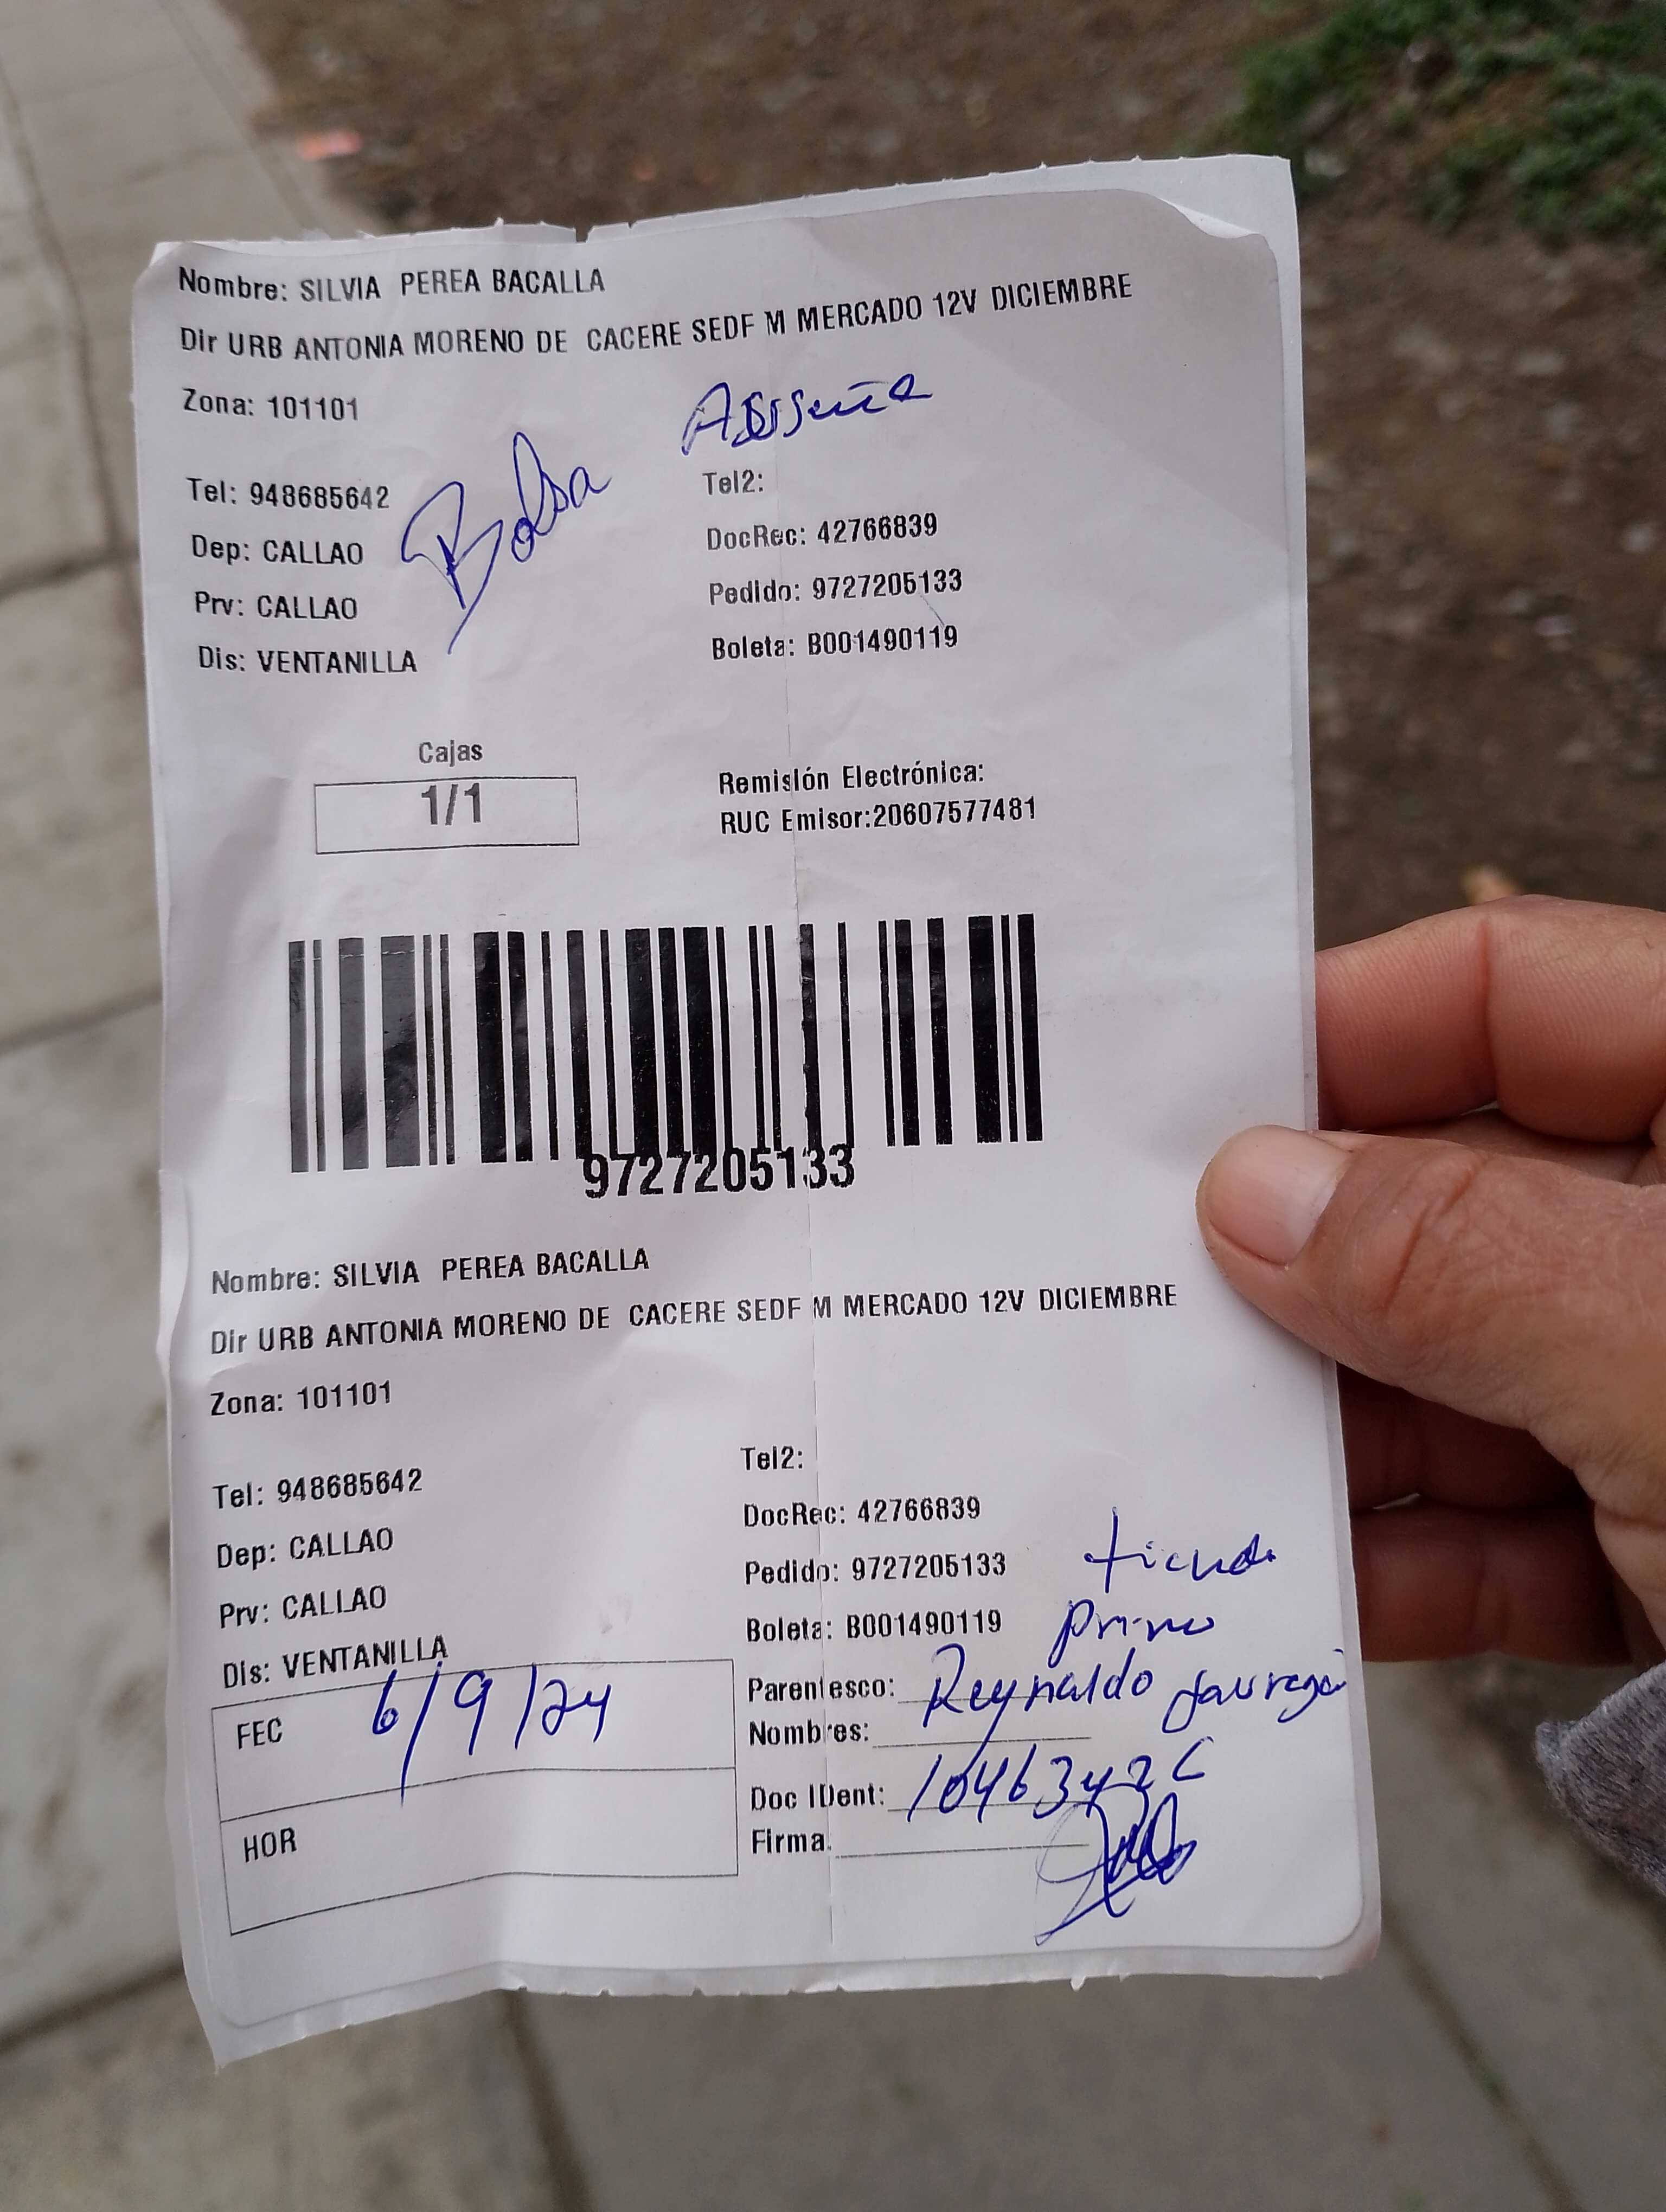 Nombre: SILVIA PEREA BACALLA
Dir URB ANTONIA MORENO DE CACERE SEDF M MERCADO 12V DICIEMBRE
Zona: 101101
Bolsa
Tel: 948685642
Tel2:
Dep: CALLAO
DocRec: 42766839
Prv: CALLAO
Pedido: 9727205133
Dis: VENTANILLA
Boleta: B001490119
Cajas
1/1
Remisión Electrónica:
RUC Emisor:20607577481
9727205133
Nombre: SILVIA PEREA BACALLA
Dir URB ANTONIA MORENO DE CACERE SEDF M MERCADO 12V DICIEMBRE
Zona: 101101
Tel: 948685642
Tel2:
Dep: CALLAO
DocRec: 42766839
Prv: CALLAO
Pedido: 9727205133 tienda
Dis: VENTANILLA
Boleta: B001490119 primo
FEC 6/9/24
Parentesco: Reynaldo
Nombres:
HOR
Doc IDent:
Firma.